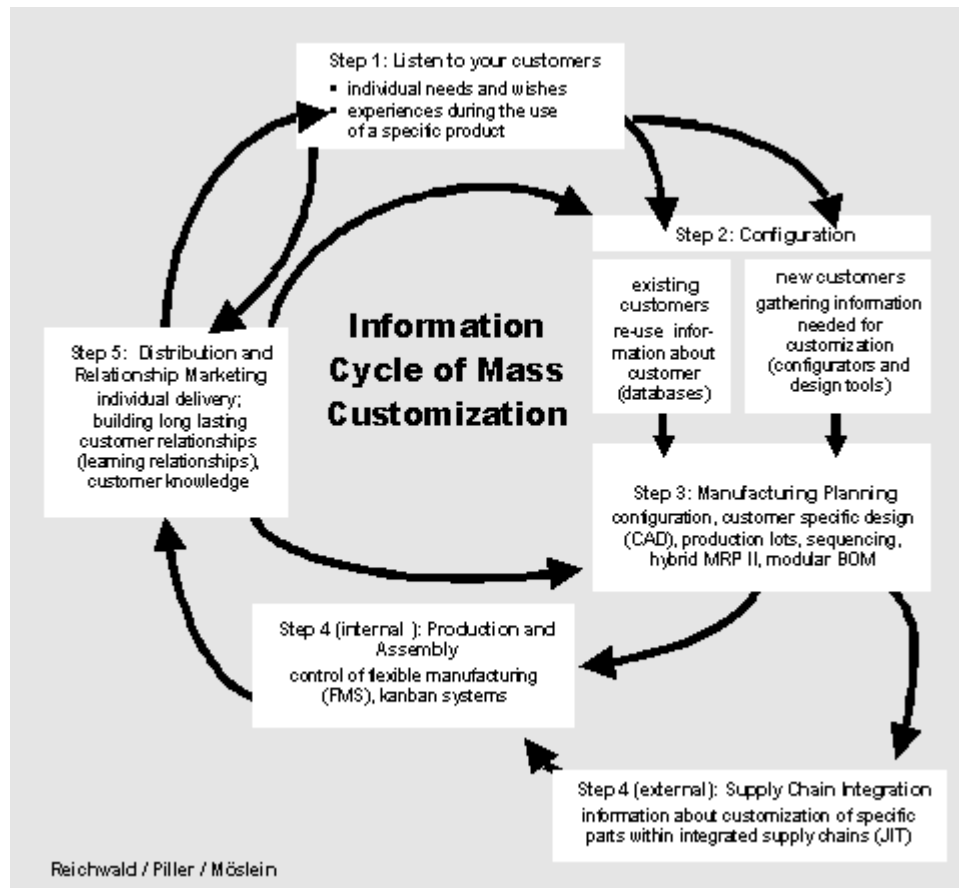 Step 1: Listen to your customers
▪ individual needs and wishes
▪ experiences during the use
of a specific product
Step 2: Configuration
existing
customers
re-use infor-
mation about
customer
(databases)
new customers
gathering information
needed for
customization
(configurators and
design tools)
Information
Cycle of Mass
Customization
Step 5: Distribution and
Relationship Marketing
individual delivery;
building long lasting
customer relationships
(learning relationships),
customer knowledge
Step 3: Manufacturing Planning
configuration, customer specific design
(CAD), production lots, sequencing,
hybrid MRP II, modular BOM
Step 4 (internal ): Production and
Assembly
control of flexible manufacturing
(FMS), kanban systems
Step 4 (external): Supply Chain Integration
information about customization of specific
parts within integrated supply chains (JIT)
Reichwald / Piller / Möslein